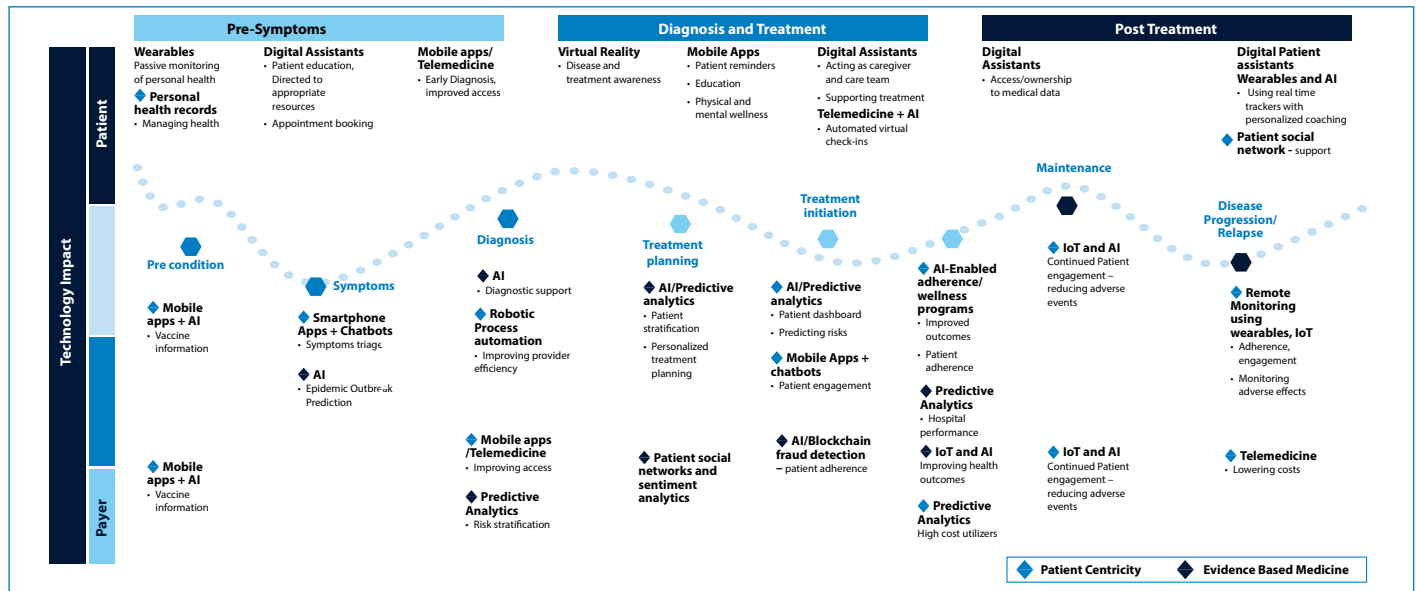 Pre-Symptoms
Diagnosis and Treatment
Post Treatment
Technology Impact
Patient
Payer
Wearables
Passive monitoring
of personal health
Personal
health records
• Managing health
Digital Assistants
• Patient education,
Directed to
appropriate
resources
• Appointment booking
Mobile apps/
Telemedicine
• Early Diagnosis,
improved access
Virtual Reality
• Disease and
treatment awareness
Mobile Apps
• Patient reminders
• Education
• Physical and
mental wellness
Digital Assistants
• Acting as caregiver
and care team
• Supporting treatment
Telemedicine + AI
• Automated virtual
check-ins
Digital
Assistants
• Access/ownership
to medical data
Digital Patient
assistants
Wearables and AI
• Using real time
trackers with
personalized coaching
Patient social
network - support
Pre condition
Symptoms
Diagnosis
Treatment
planning
Treatment
initiation
Maintenance
Disease
Progression/
Relapse
Mobile
apps + AI
• Vaccine
information
Smartphone
Apps + Chatbots
• Symptoms triage
AI
• Epidemic Outbreak
Prediction
AI
• Diagnostic support
Robotic
Process
automation
• Improving provider
efficiency
AI/Predictive
analytics
• Patient
stratification
• Personalized
treatment
planning
AI/Predictive
analytics
• Patient dashboard
• Predicting risks
Mobile Apps +
chatbots
• Patient engagement
AI-Enabled
adherence/
wellness
programs
• Improved
outcomes
• Patient
adherence
Predictive
Analytics
• Hospital
performance
IoT and AI
Continued Patient
engagement –
reducing adverse
events
Remote
Monitoring
using
wearables, IoT
• Adherence,
engagement
• Monitoring
adverse effects
Mobile
apps + AI
• Vaccine
information
Mobile apps
/Telemedicine
• Improving access
Predictive
Analytics
• Risk stratification
Patient social
networks and
sentiment
analytics
AI/Blockchain
fraud detection
– patient adherence
IoT and AI
Improving health
outcomes
Predictive
Analytics
High cost utilizers
IoT and AI
Continued Patient
engagement –
reducing adverse
events
Telemedicine
• Lowering costs
Patient Centricity
Evidence Based Medicine